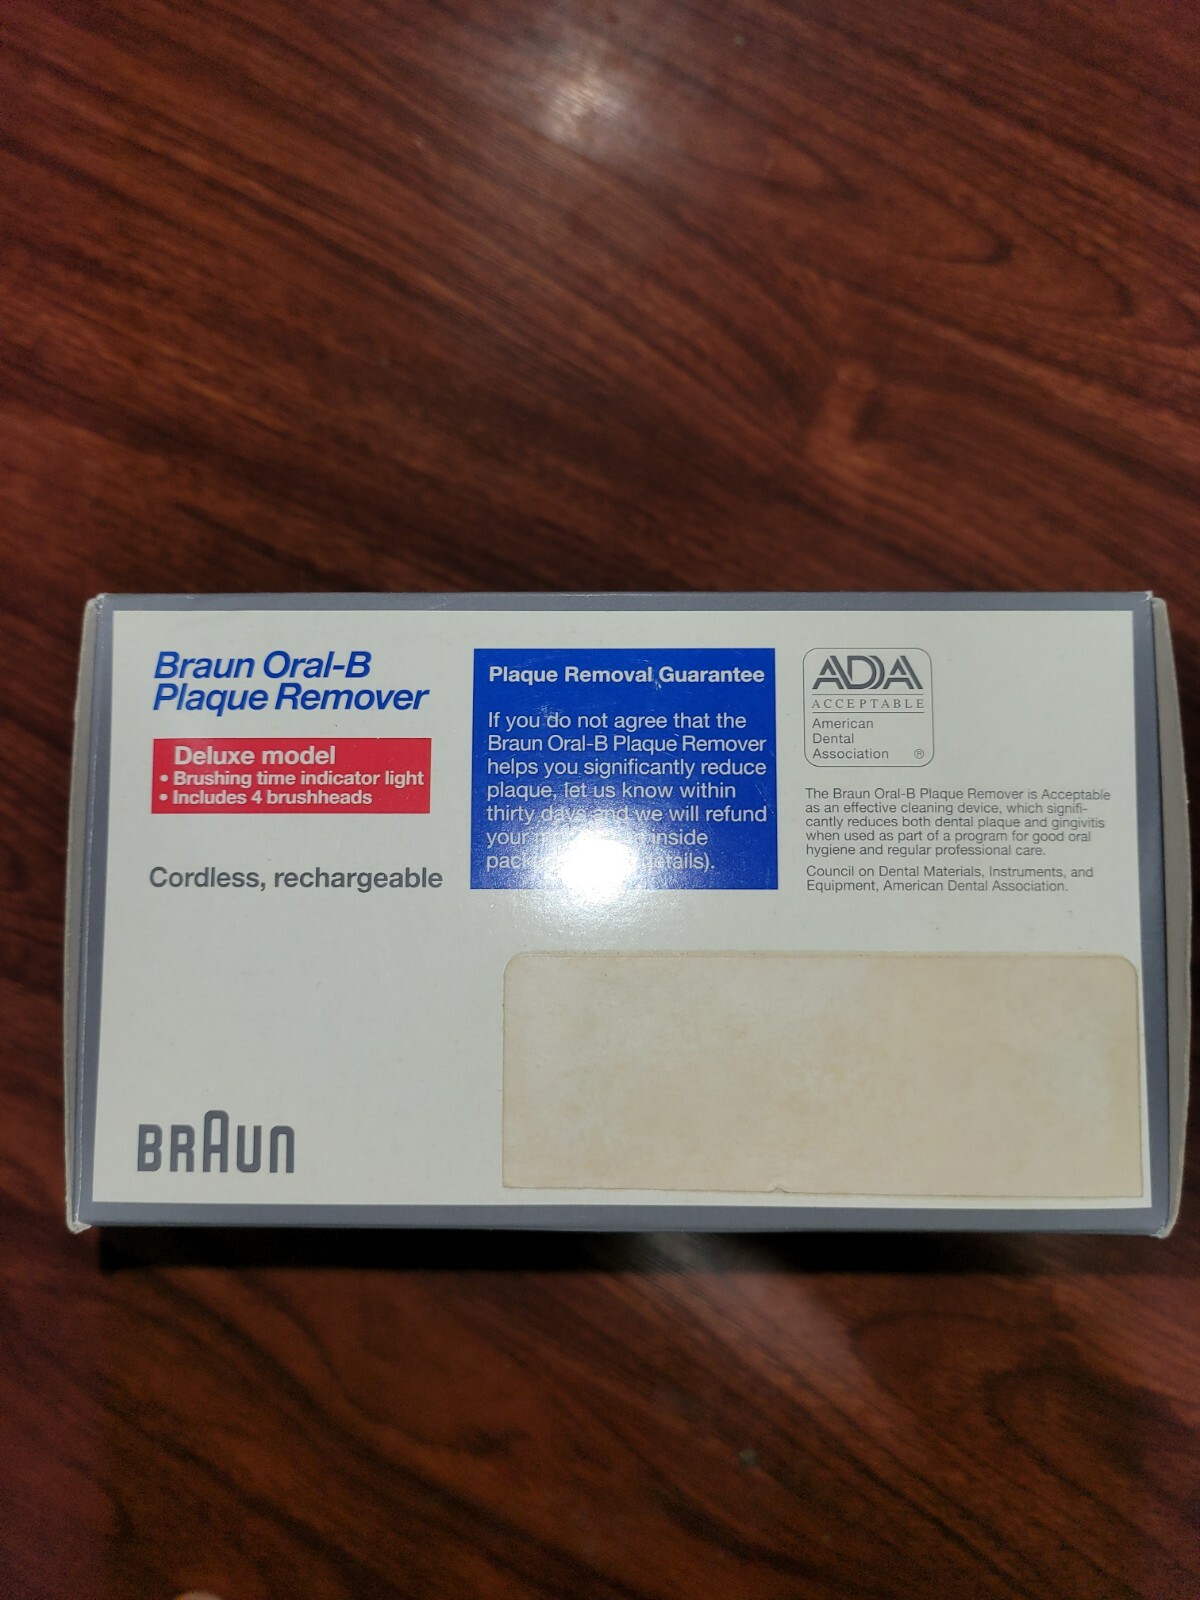 Braun Oral-B
Plaque Remover
Deluxe model
• Brushing time indicator light
• Includes 4 brushheads
Cordless, rechargeable
BRAUN
Plaque Removal Guarantee
If you do not agree that the
Braun Oral-B Plaque Remover
helps you significantly reduce
plaque, let us know within
thirty days and we will refund
your inside
details).
ADA
ACCEPTABLE
American
Dental
Association ®
The Braun Oral-B Plaque Remover is Acceptable
as an effective cleaning device, which signifi-
cantly reduces both dental plaque and gingivitis
when used as part of a program for good oral
hygiene and regular professional care.
Council on Dental Materials, Instruments, and
Equipment, American Dental Association.